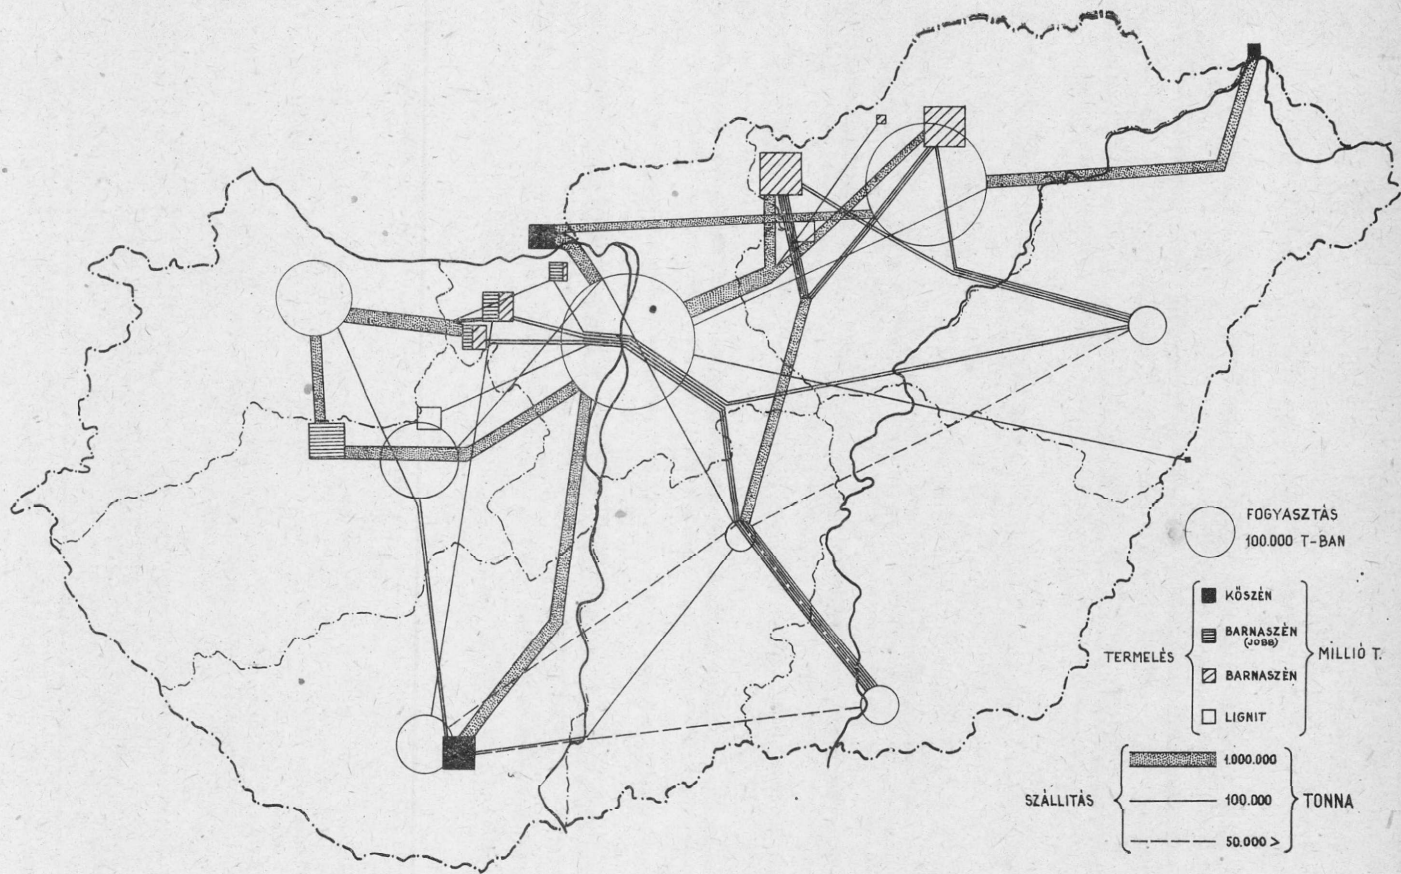 FOGYASZTÁS
100.000 T-BAN
TERMELÉS
KŐSZÉN
BARNASZÉN
(JOBB)
BARNASZÉN
LIGNIT
MILLIÓ T.
SZÁLLITÁS
1.000.000
100.000
50.000 >
TONNA